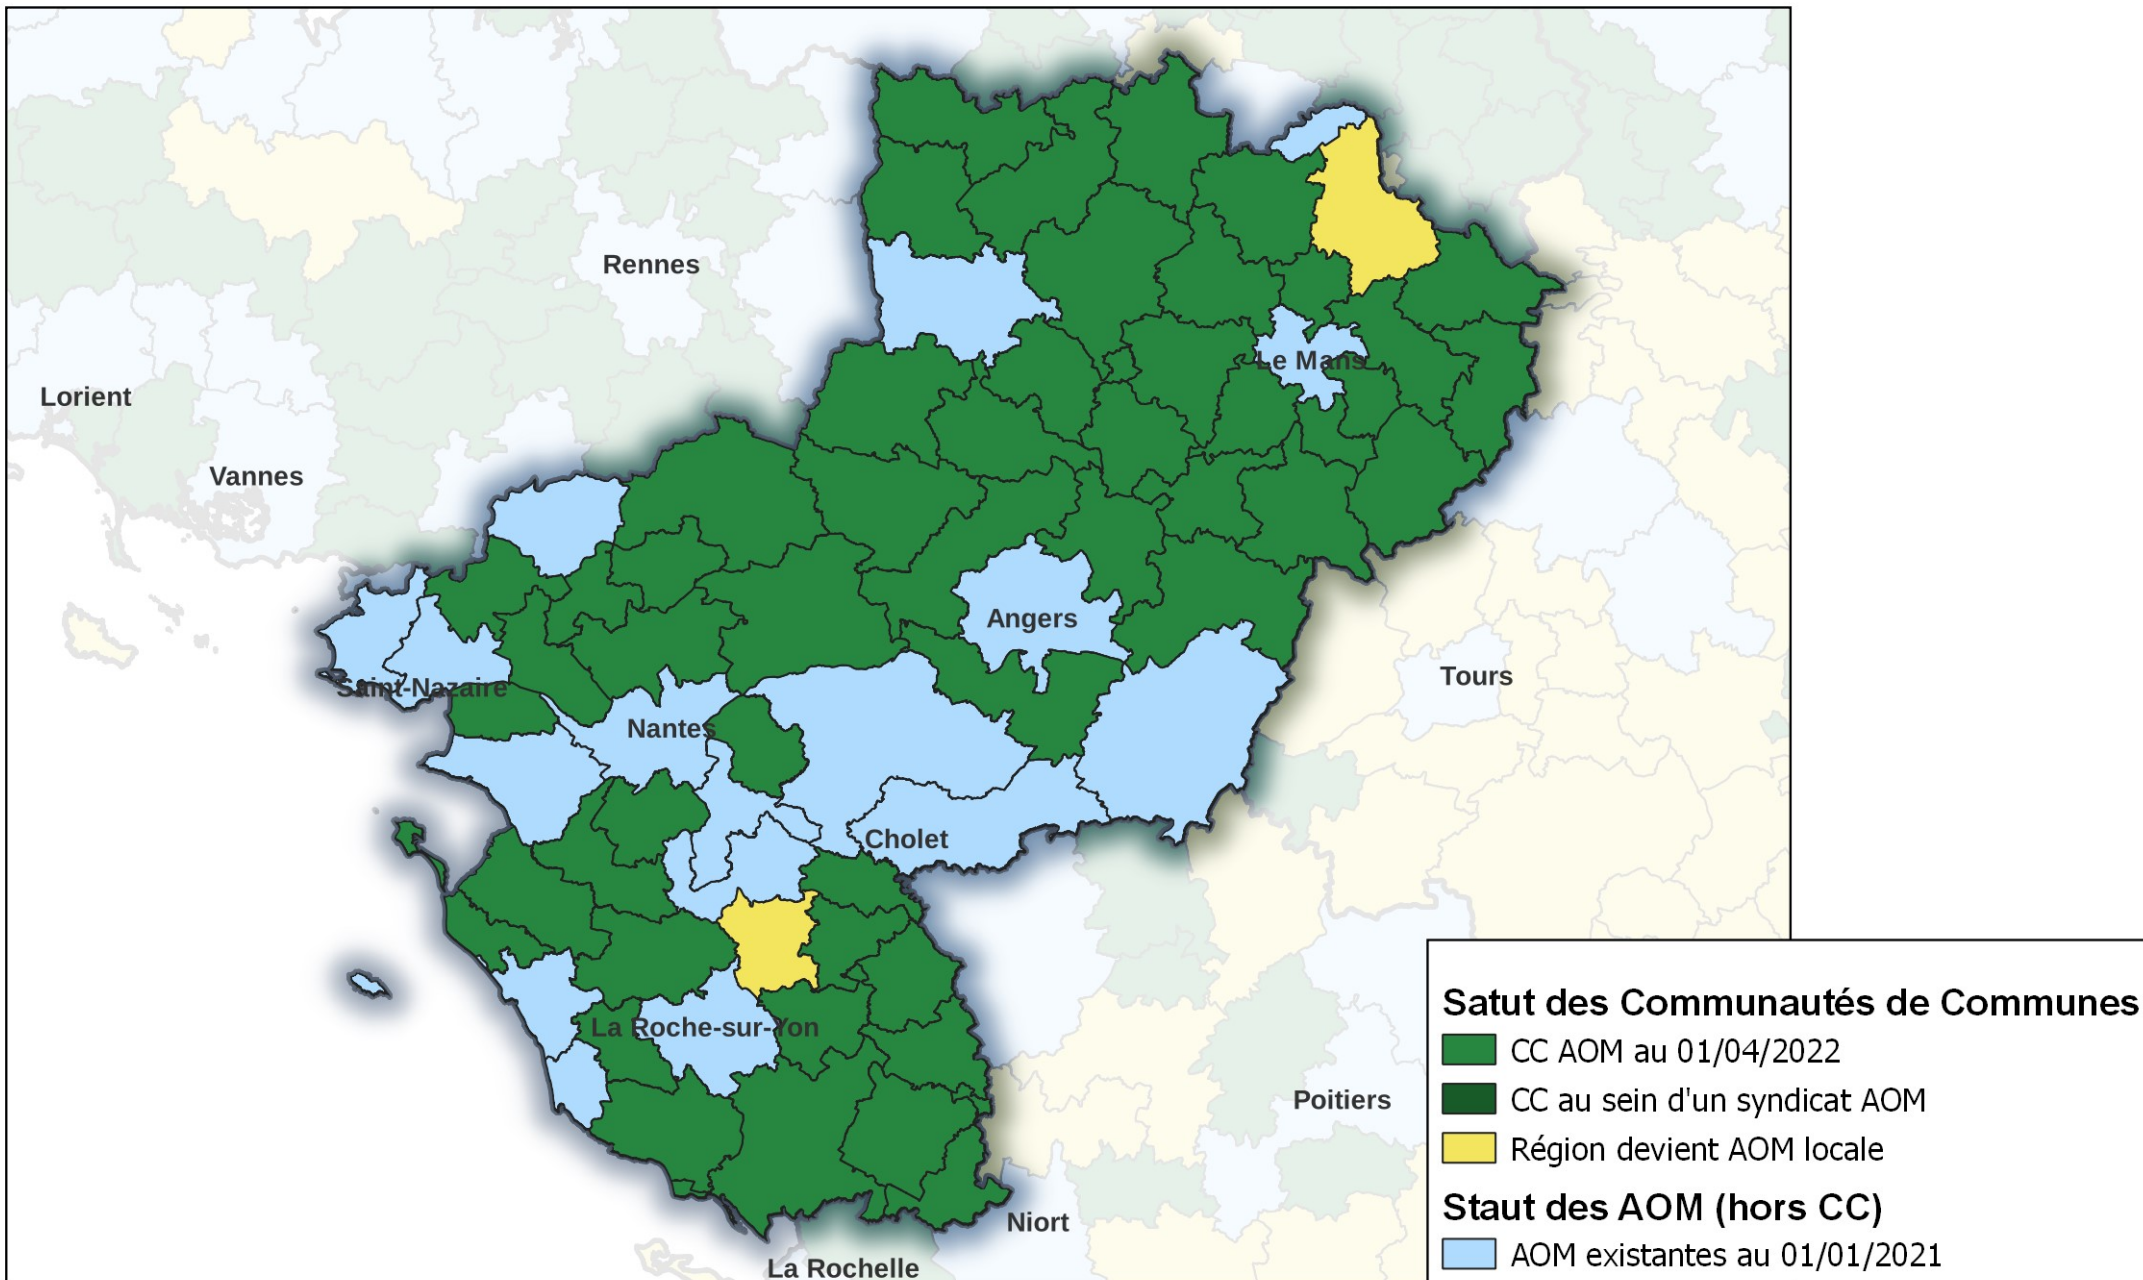 Rennes
Le Mans
Lorient
Vannes
Angers
Tours
Saint-Nazaire
Nantes
Cholet
La Roche-sur-Yon
Poitiers
Niort
La Rochelle
Satut des Communautés de Communes
CC AOM au 01/04/2022
CC au sein d'un syndicat AOM
Région devient AOM locale
Staut des AOM (hors CC)
AOM existantes au 01/01/2021